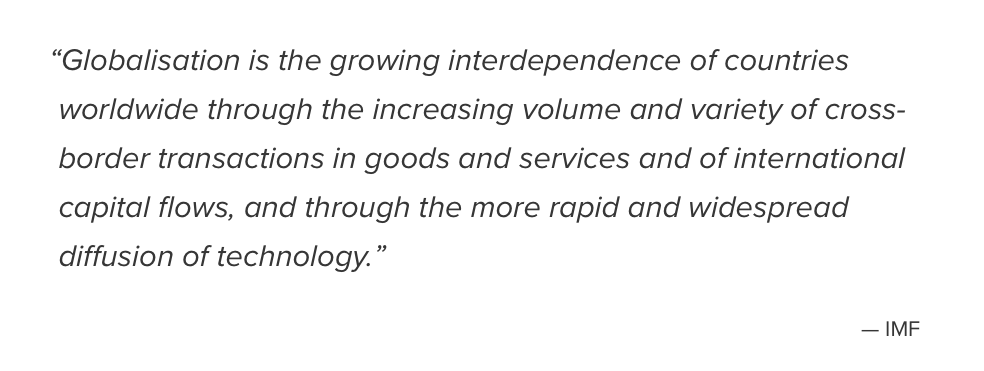 “Globalisation is the growing interdependence of countries
worldwide through the increasing volume and variety of cross-
border transactions in goods and services and of international
capital flows, and through the more rapid and widespread
diffusion of technology.”
— IMF